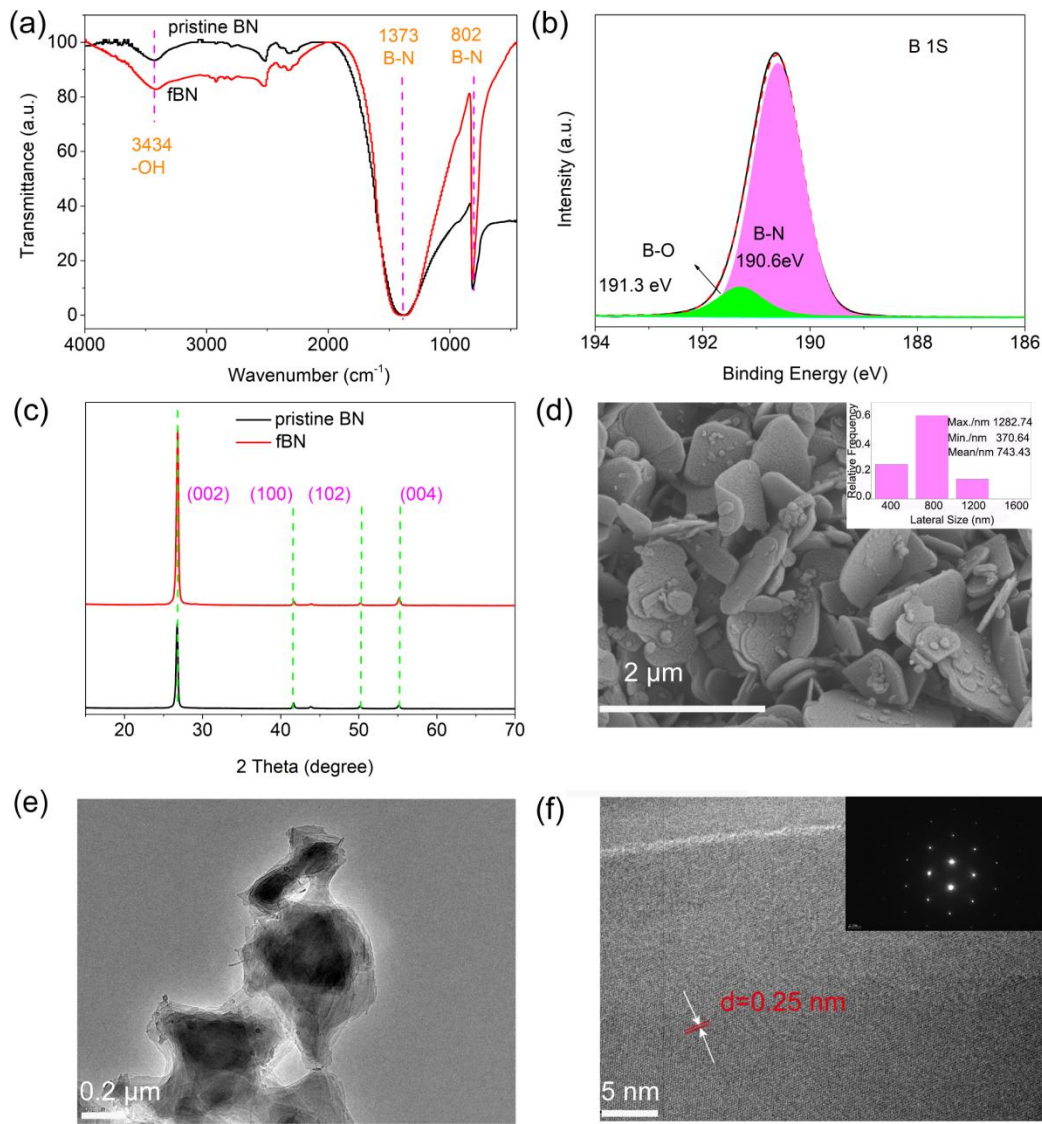 (a)
pristine BN
fBN
3434
-OH
1373
B-N
802
B-N
Transmittance (a.u.)
100
80
60
40
20
0
4000 3000 2000 1000
Wavenumber (cm⁻¹)
(b)
B 1S
B-O
191.3 eV
B-N
190.6eV
Intensity (a.u.)
194 192 190 188 186
Binding Energy (eV)
(c)
pristine BN
fBN
(002) (100) (102) (004)
20 30 40 50 60 70
2 Theta (degree)
(d)
Relative Frequency
0.6
0.4
0.2
0.0
Max./nm 1282.74
Min./nm 370.64
Mean/nm 743.43
400 800 1200 1600
Lateral Size (nm)
2 µm
(e)
0.2 µm
(f)
d=0.25 nm
5 nm